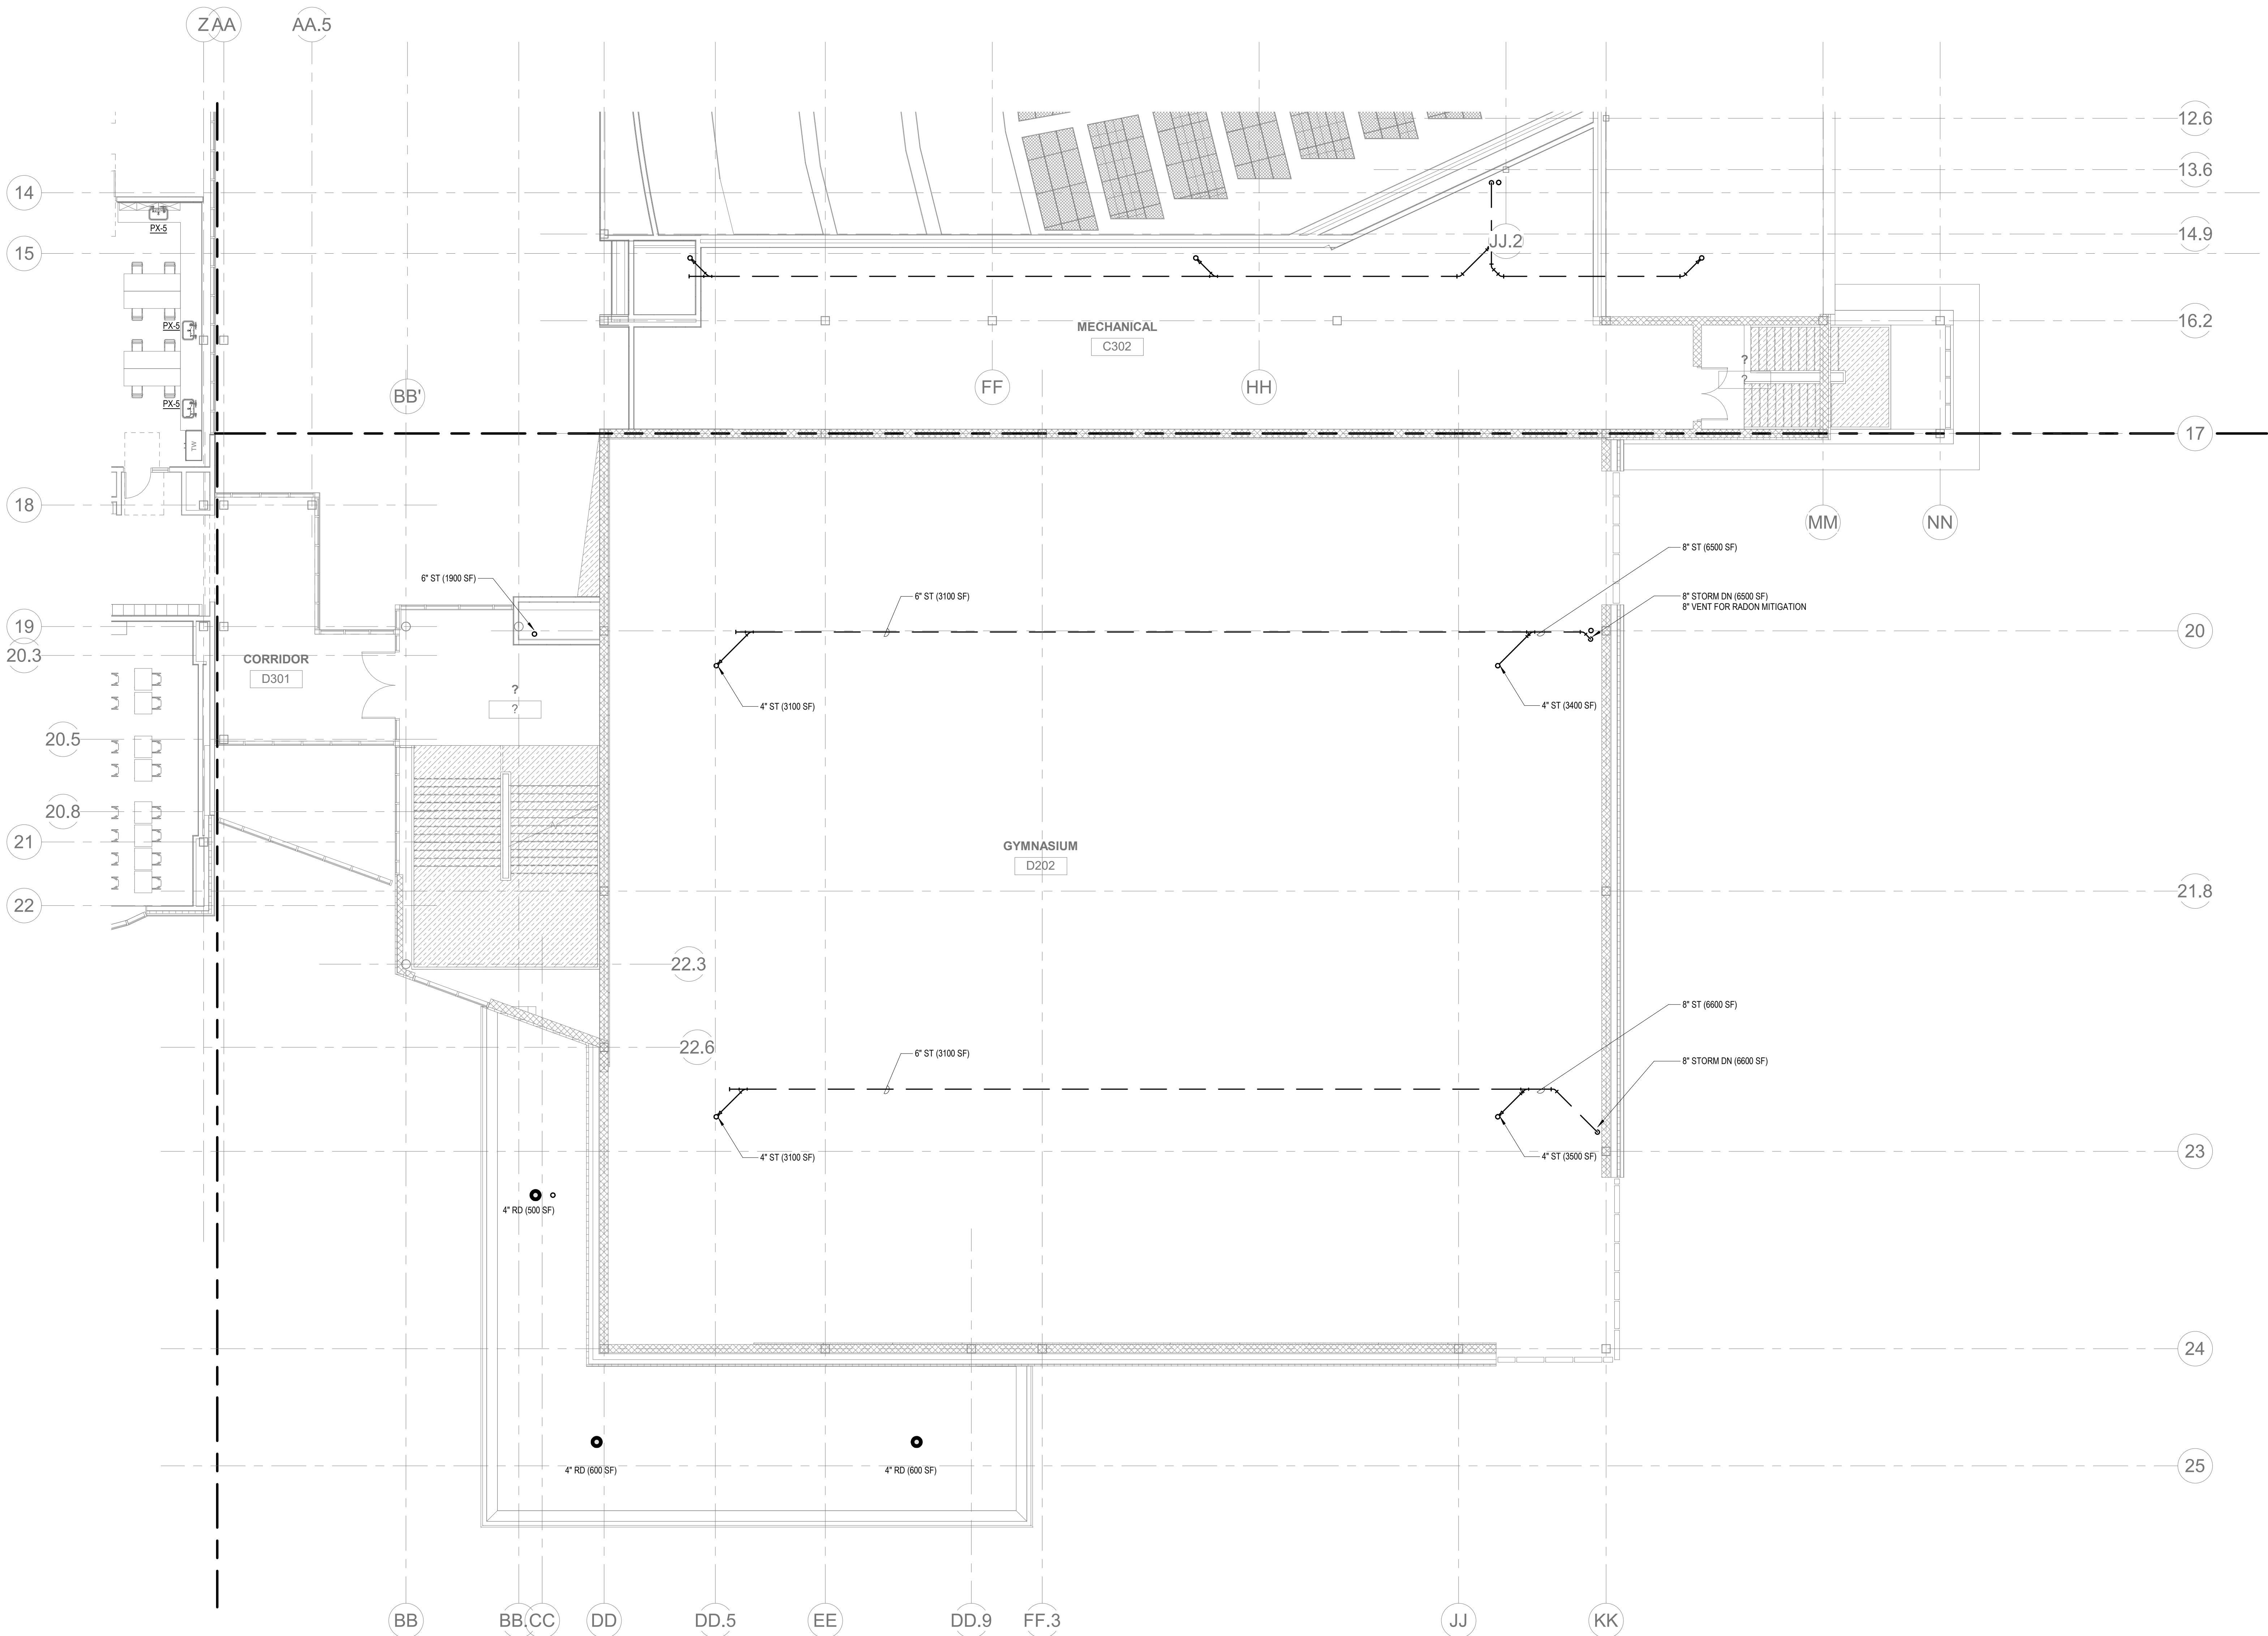 Z
AA
AA.5
12.6
13.6
14
PX-5
14.9
JJ.2
15
PX-5
16.2
MECHANICAL
C302
?
?
FF
HH
BB'
PX-5
17
TW
18
MM
NN
8" ST (6500 SF)
6" ST (1900 SF)
6" ST (3100 SF)
8" STORM DN (6500 SF)
8" VENT FOR RADON MITIGATION
19
20
20.3
CORRIDOR
D301
?
?
4" ST (3100 SF)
4" ST (3400 SF)
20.5
20.8
21
GYMNASIUM
D202
21.8
22
22.3
8" ST (6600 SF)
22.6
6" ST (3100 SF)
8" STORM DN (6600 SF)
23
4" ST (3100 SF)
4" ST (3500 SF)
4" RD (500 SF)
24
25
4" RD (600 SF)
4" RD (600 SF)
BB
BB.
CC
DD
DD.5
EE
DD.9
FF.3
JJ
KK